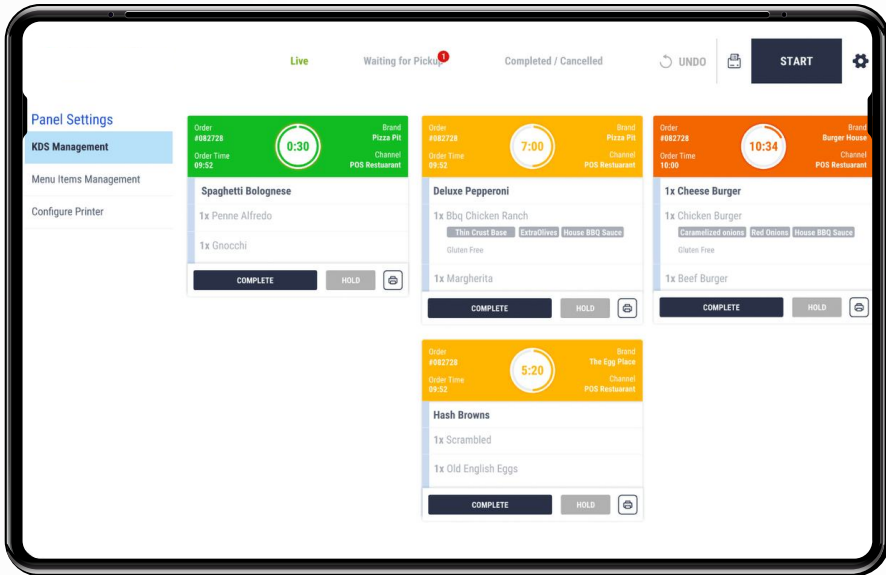 Live
Waiting for Pickup
1
Completed / Cancelled
UNDO
START
Panel Settings
KDS Management
Menu Items Management
Configure Printer
Order
#082728
Order Time
09:52
0:30
Brand
Pizza Pit
Channel
POS Restuarant
Spaghetti Bolognese
1x Penne Alfredo
1x Gnocchi
COMPLETE
HOLD
Order
#082728
Order Time
09:52
7:00
Brand
Pizza Pit
Channel
POS Restuarant
Deluxe Pepperoni
1x Bbq Chicken Ranch
Thin Crust Base ExtraOlives House BBQ Sauce
Gluten Free
1x Margherita
COMPLETE
HOLD
Order
#082728
Order Time
10:00
10:34
Brand
Burger House
Channel
POS Restuarant
1x Cheese Burger
1x Chicken Burger
Caramelized onions Red Onions House BBQ Sauce
Gluten Free
1x Beef Burger
COMPLETE
HOLD
Order
#082728
Order Time
09:52
5:20
Brand
The Egg Place
Channel
POS Restuarant
Hash Browns
1x Scrambled
1x Old English Eggs
COMPLETE
HOLD